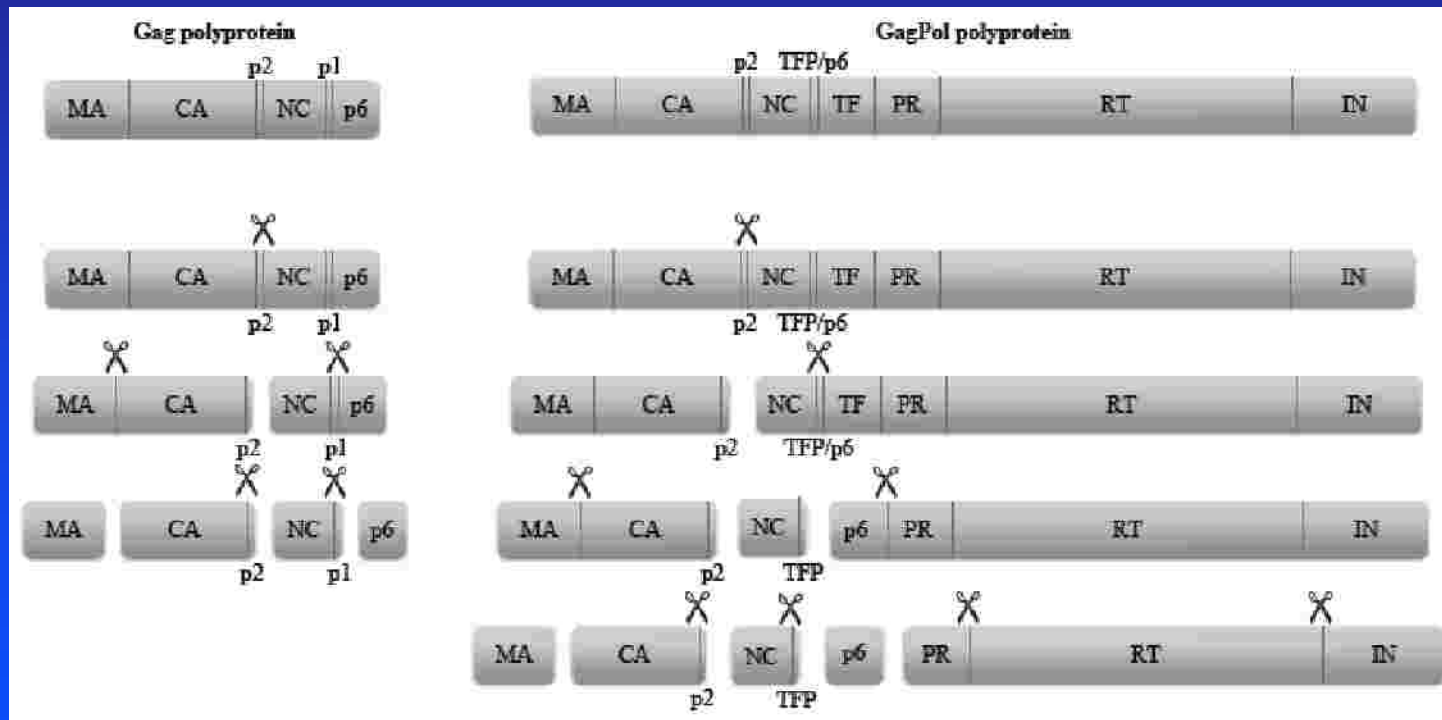 Gag polyprotein GagPol polyprotein
p2 p1 p2 TFP/p6
MA CA NC p6 MA CA NC TF PR RT IN
MA CA NC p6 MA CA NC TF PR RT IN
p2 p1 p2 TFP/p6
MA CA NC p6 MA CA NC TF PR RT IN
p2 p1 p2 TFP/p6
MA CA NC p6 MA CA NC p6 PR RT IN
p2 p1 p2 TFP
MA CA NC p6 PR RT IN
p2 TFP